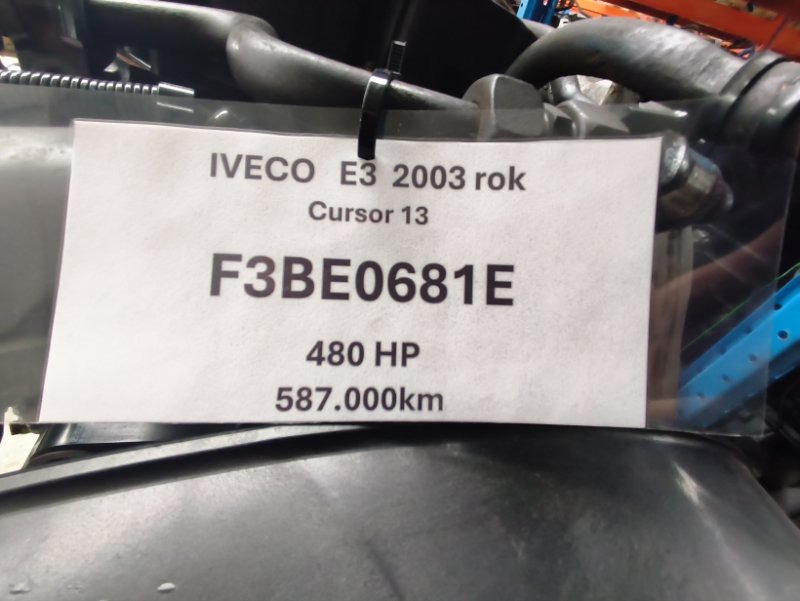 IVECO E3 2003 rok
Cursor 13
F3BE0681E
480 HP
587.000km